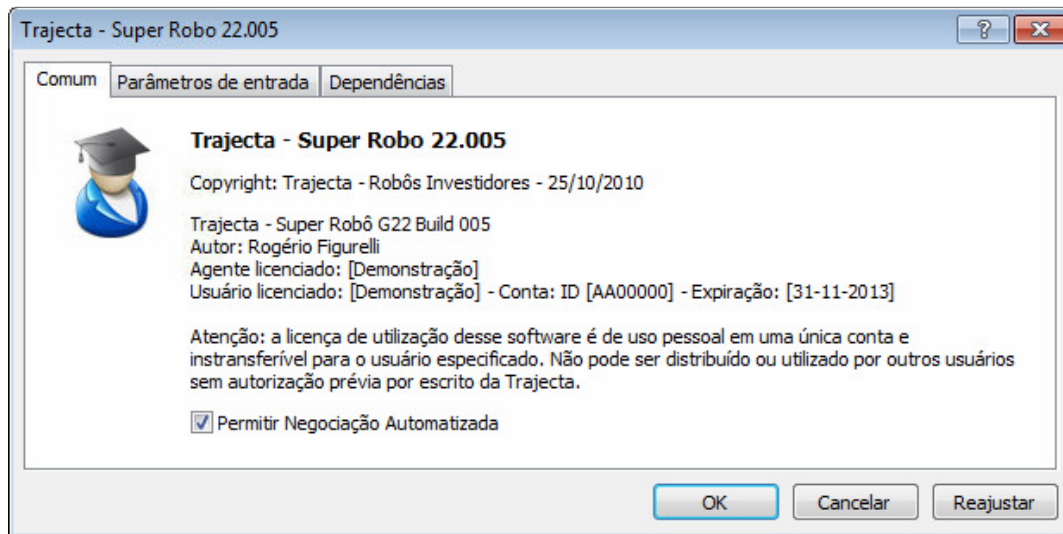 Trajecta - Super Robo 22.005
Comum
Parâmetros de entrada
Dependências
Trajecta - Super Robo 22.005
Copyright: Trajecta - Robôs Investidores - 25/10/2010
Trajecta - Super Robô G22 Build 005
Autor: Rogério Figurelli
Agente licenciado: [Demonstração]
Usuário licenciado: [Demonstração] - Conta: ID [AA00000] - Expiração: [31-11-2013]
Atenção: a licença de utilização desse software é de uso pessoal em uma única conta e
instransferível para o usuário especificado. Não pode ser distribuído ou utilizado por outros usuários
sem autorização prévia por escrito da Trajecta.
Permitir Negociação Automatizada
OK
Cancelar
Reajustar